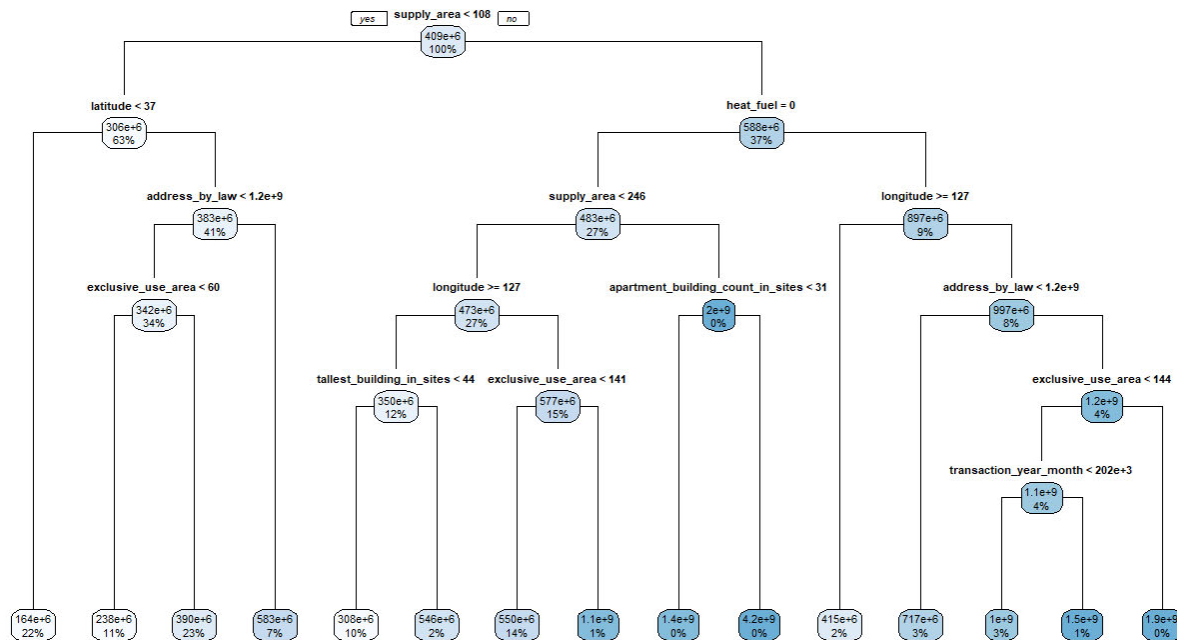 yes supply_area < 108 no
409e+6
100%
latitude < 37
heat_fuel = 0
306e+6
63%
588e+6
37%
address_by_law < 1.2e+9
supply_area < 246
longitude >= 127
383e+6
41%
483e+6
27%
897e+6
9%
exclusive_use_area < 60
longitude >= 127
apartment_building_count_in_sites < 31
address_by_law < 1.2e+9
342e+6
34%
473e+6
27%
2e+9
0%
997e+6
8%
tallest_building_in_sites < 44
exclusive_use_area < 141
exclusive_use_area < 144
350e+6
12%
577e+6
15%
1.2e+9
4%
transaction_year_month < 202e+3
1.1e+9
4%
164e+6
22%
238e+6
11%
390e+6
23%
583e+6
7%
308e+6
10%
546e+6
2%
550e+6
14%
1.1e+9
1%
1.4e+9
0%
4.2e+9
0%
415e+6
2%
717e+6
3%
1e+9
3%
1.5e+9
1%
1.9e+9
0%